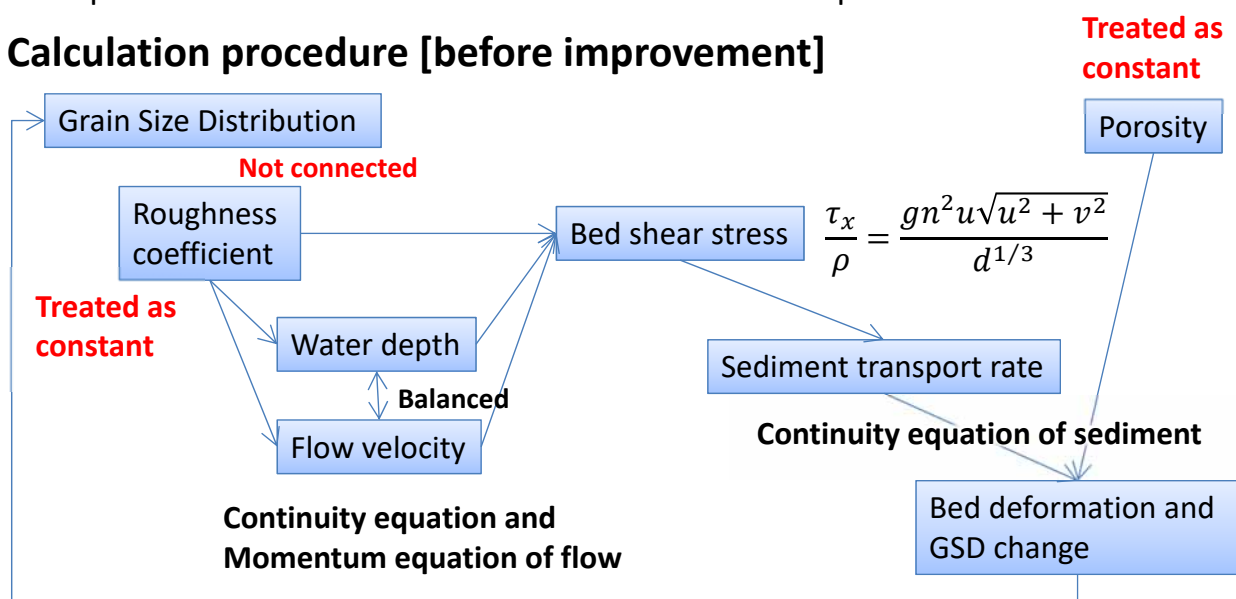 Calculation procedure [before improvement]
Treated as
constant
Grain Size Distribution
Porosity
Not connected
Roughness
coefficient
Bed shear stress
τₓ/ρ = gn²u√(u² + v²)/d^{1/3}
Treated as
constant
Water depth
Sediment transport rate
Balanced
Flow velocity
Continuity equation of sediment
Continuity equation and
Momentum equation of flow
Bed deformation and
GSD change